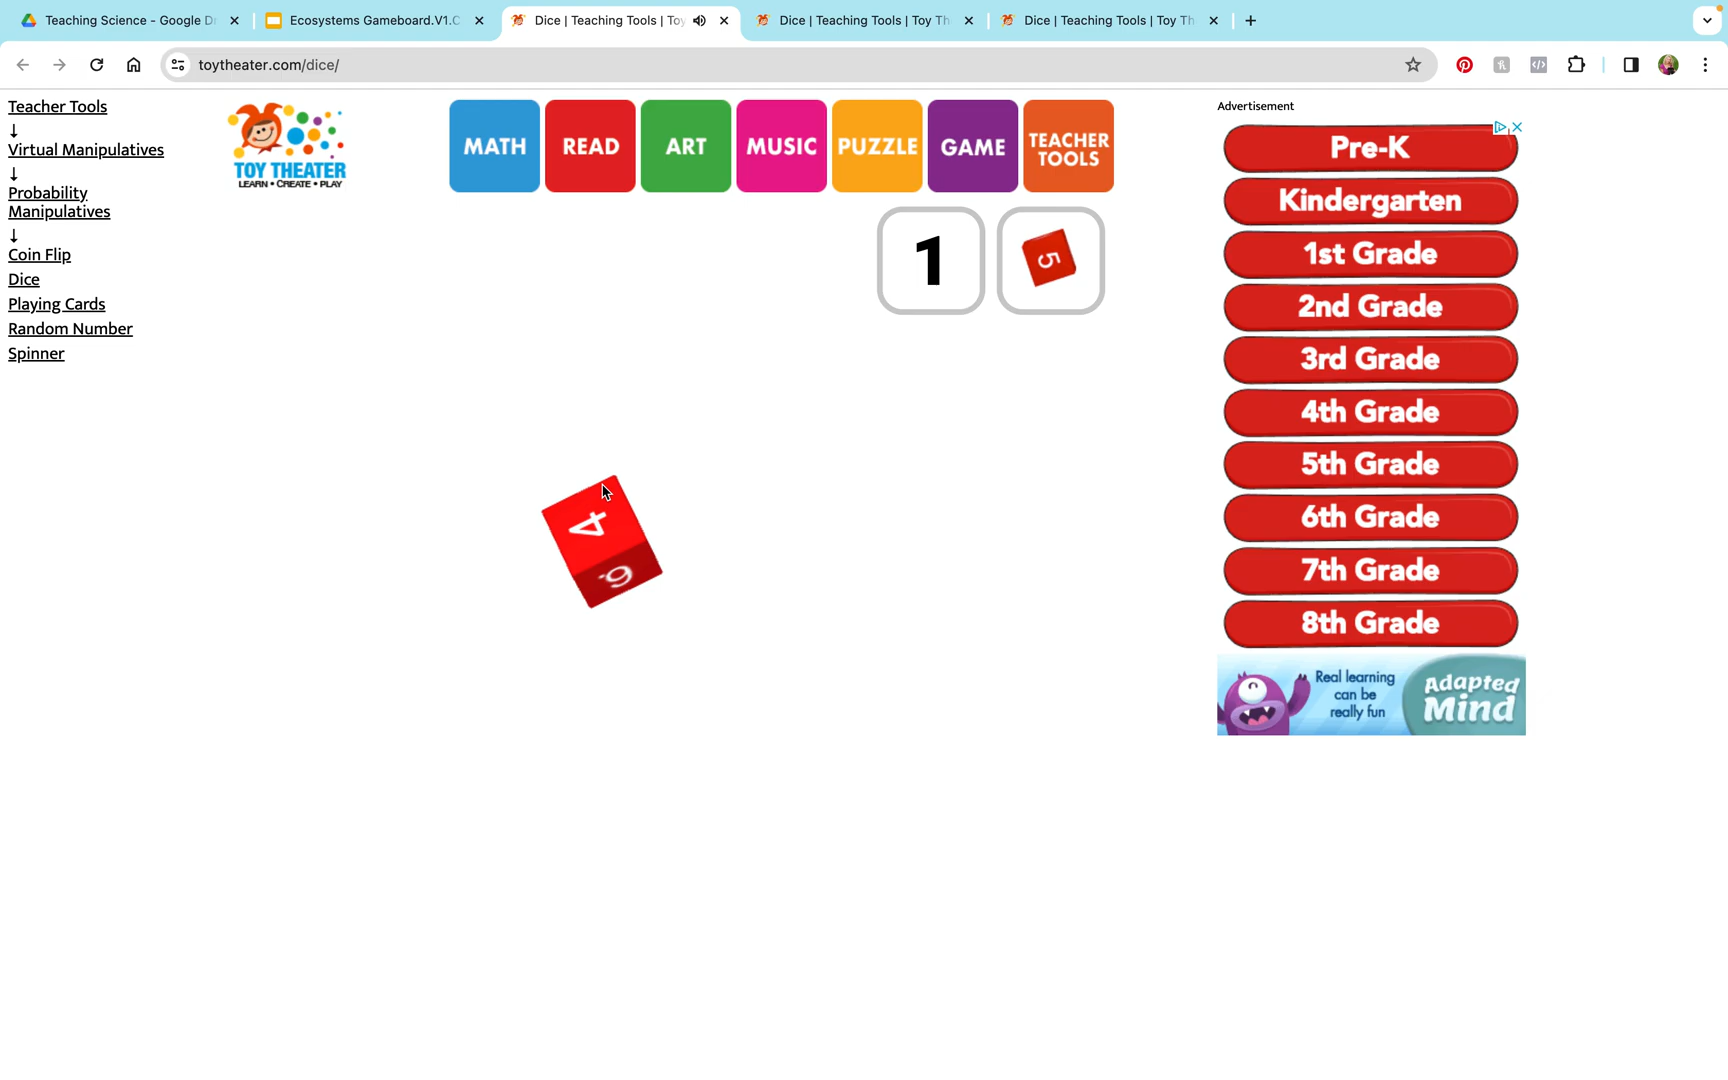 Teaching Science - Google Dr
Ecosystems Gameboard.V1.C
Dice | Teaching Tools | Toy
Dice | Teaching Tools | Toy Th
Dice | Teaching Tools | Toy Th
toytheater.com/dice/
Teacher Tools
↓
Virtual Manipulatives
↓
Probability
Manipulatives
↓
Coin Flip
Dice
Playing Cards
Random Number
Spinner
TOY THEATER
LEARN • CREATE • PLAY
MATH
READ
ART
MUSIC
PUZZLE
GAME
TEACHER
TOOLS
1
5
4
6.
Advertisement
Pre-K
Kindergarten
1st Grade
2nd Grade
3rd Grade
4th Grade
5th Grade
6th Grade
7th Grade
8th Grade
Real learning
can be
really fun
Adapted
Mind